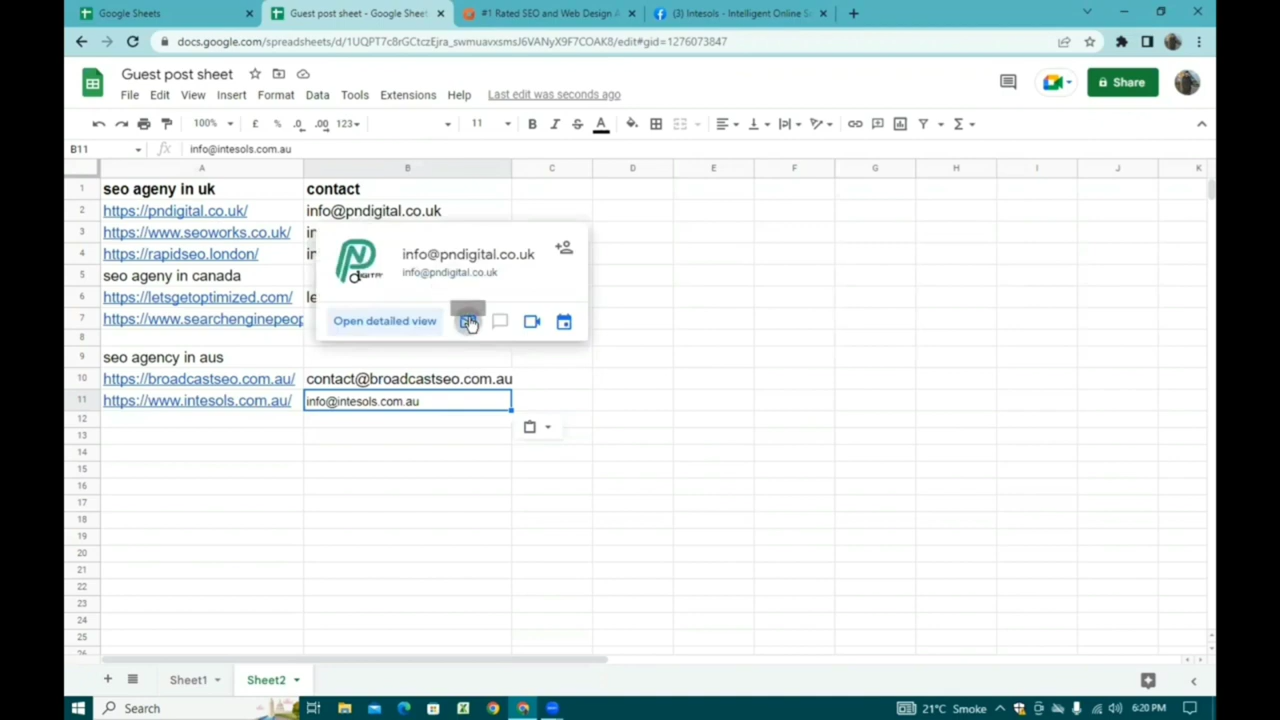 Google Sheets
Guest post sheet - Google Sheet
#1 Rated SEO and Web Design A
(3) Intesols - Intelligent Online S
docs.google.com/spreadsheets/d/1UQPT7c8rGCtczEjra_swmuavxsmsJ6VANyX9F7COAK8/edit#gid=1276073847
Guest post sheet
File Edit View Insert Format Data Tools Extensions Help Last edit was seconds ago
Share
100% £ % .0 .00 123 11 B I S A
B11 fx info@intesols.com.au
A B C D E F G H I J K
1 seo ageny in uk contact
2 https://pndigital.co.uk/ info@pndigital.co.uk
3 https://www.seoworks.co.uk/ in
4 https://rapidseo.london/ in
5 seo ageny in canada
6 https://letsgetoptimized.com/ le
7 https://www.searchenginepeop
8
9 seo agency in aus
10 https://broadcastseo.com.au/ contact@broadcastseo.com.au
11 https://www.intesols.com.au/ info@intesols.com.au
12
13
14
15
16
17
18
19
20
21
22
23
24
25
26
info@pndigital.co.uk
info@pndigital.co.uk
Open detailed view
Sheet1 Sheet2
Search
21°C Smoke 6:20 PM